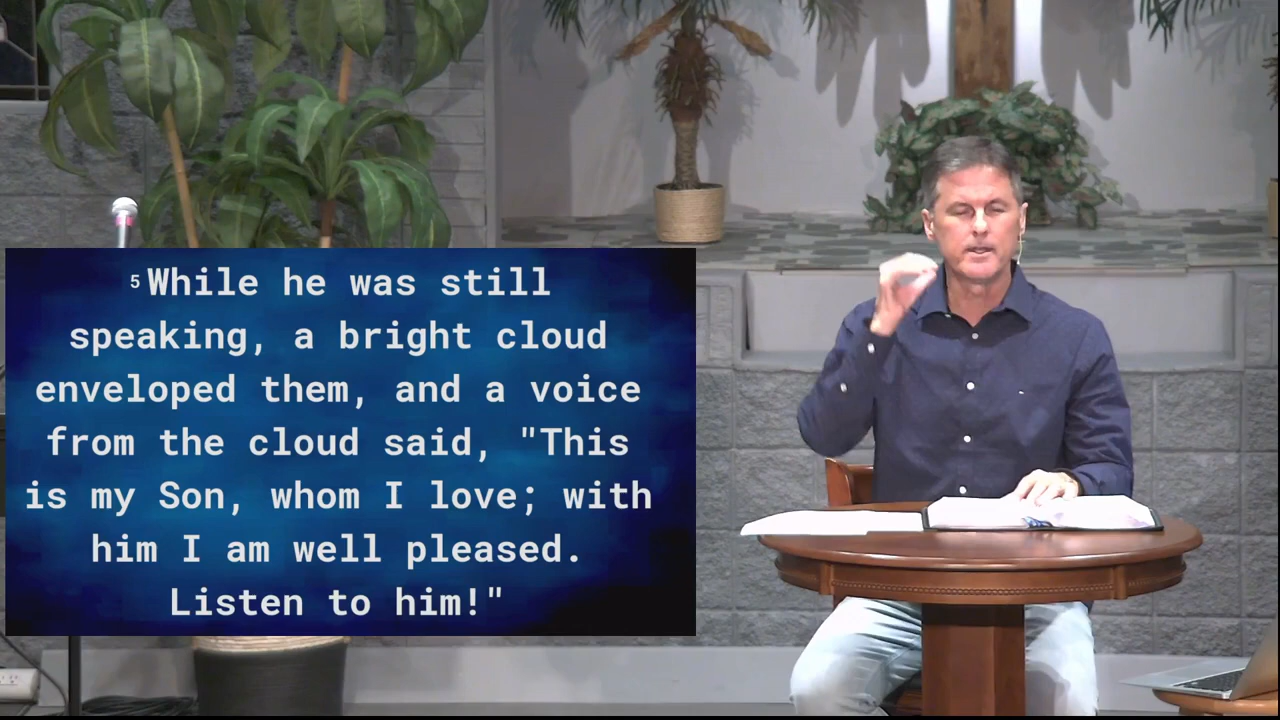 5 While he was still
speaking, a bright cloud
enveloped them, and a voice
from the cloud said, "This
is my Son, whom I love; with
him I am well pleased.
Listen to him!"